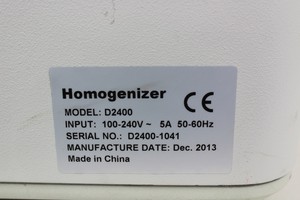 Homogenizer CE
MODEL: D2400
INPUT: 100-240V ~ 5A 50-60Hz
SERIAL NO.: D2400-1041
MANUFACTURE DATE: Dec. 2013
Made in China